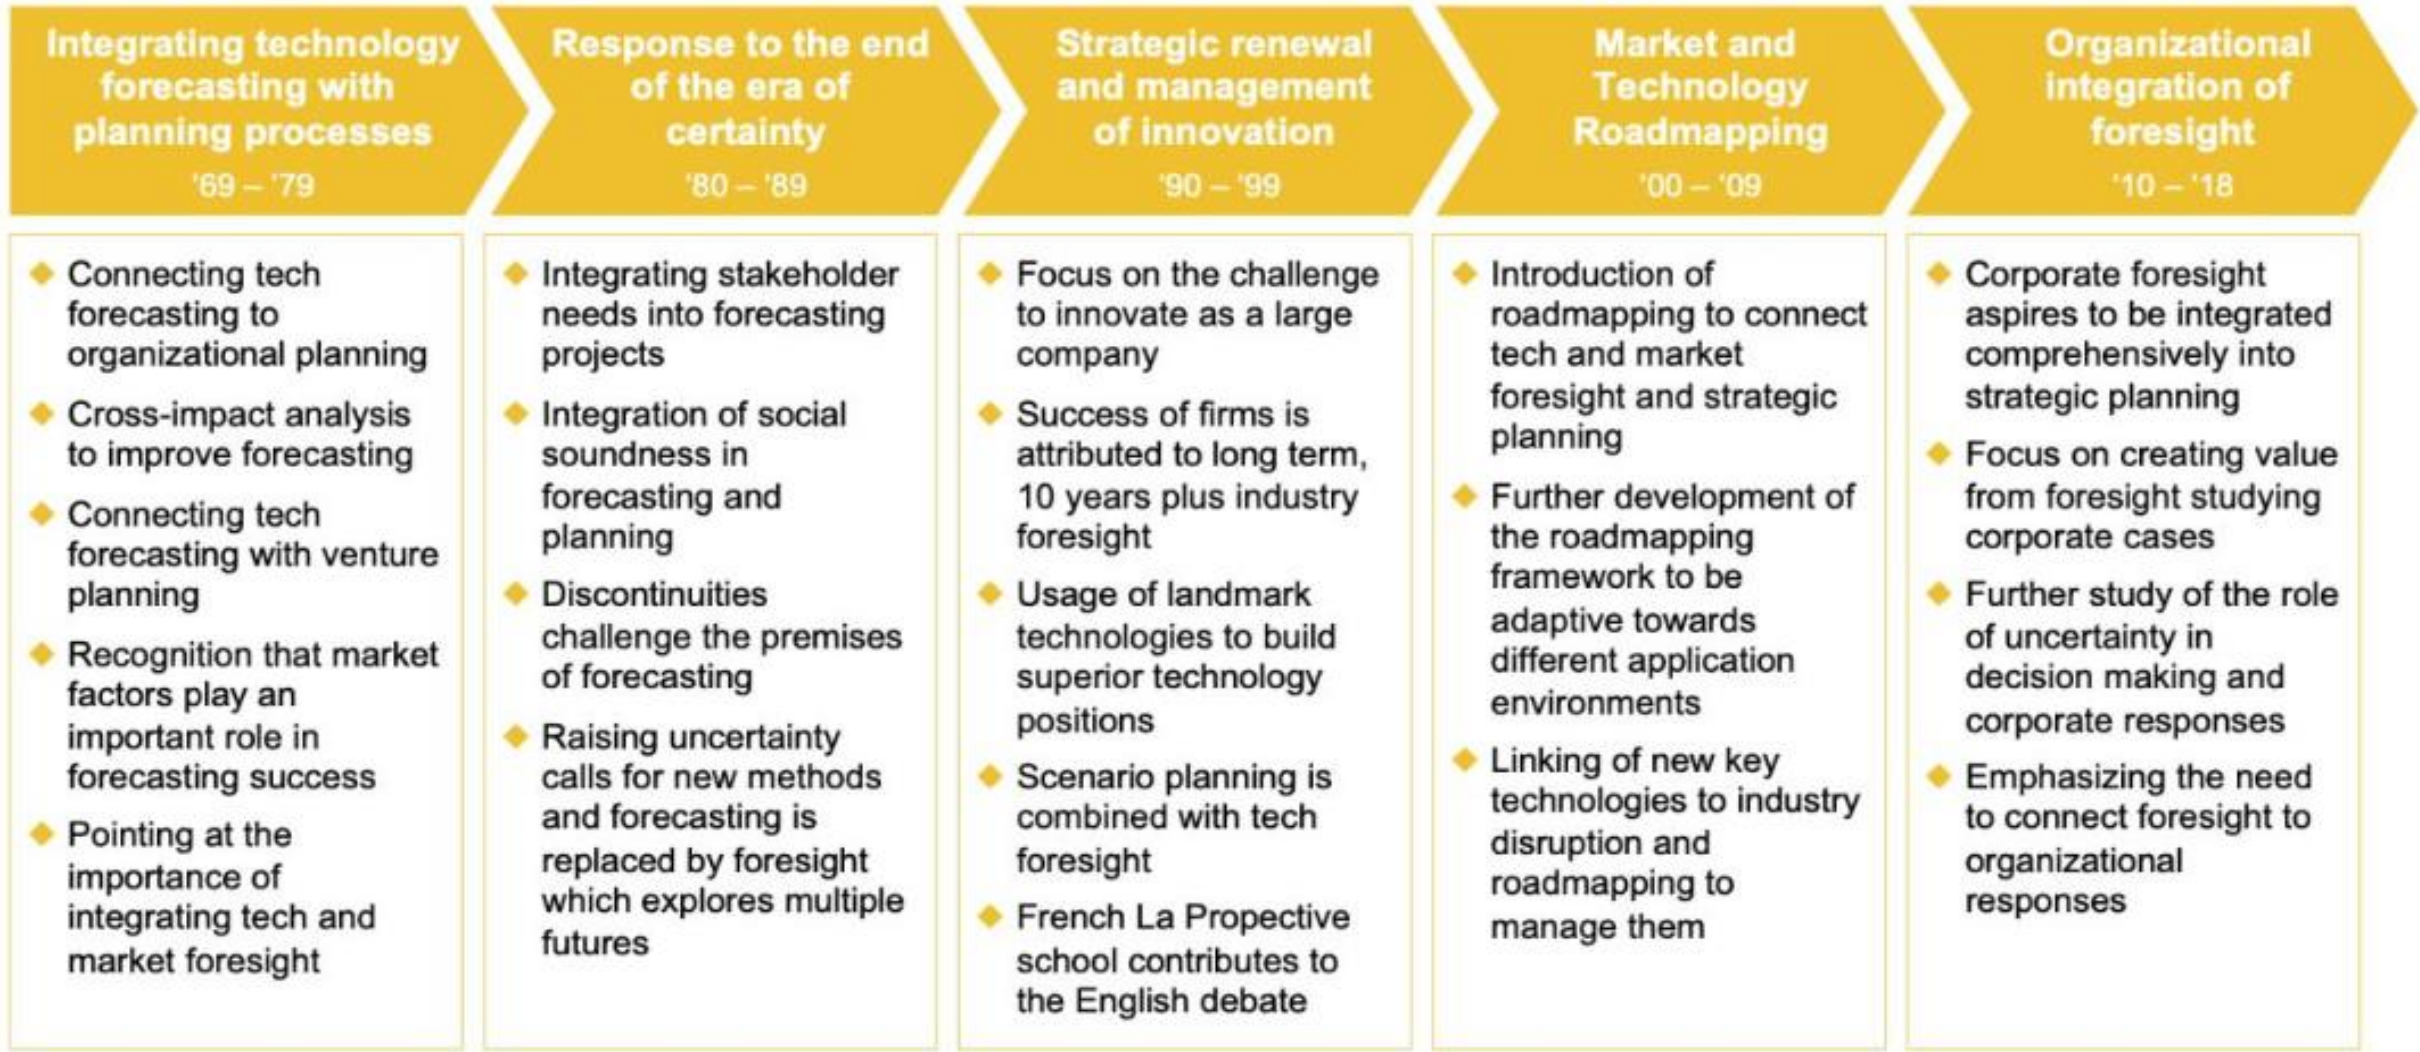 Integrating technology
forecasting with
planning processes
'69 – '79
Connecting tech
forecasting to
organizational planning
Cross-impact analysis
to improve forecasting
Connecting tech
forecasting with venture
planning
Recognition that market
factors play an
important role in
forecasting success
Pointing at the
importance of
integrating tech and
market foresight
Response to the end
of the era of
certainty
'80 – '89
Integrating stakeholder
needs into forecasting
projects
Integration of social
soundness in
forecasting and
planning
Discontinuities
challenge the premises
of forecasting
Raising uncertainty
calls for new methods
and forecasting is
replaced by foresight
which explores multiple
futures
Strategic renewal
and management
of innovation
'90 – '99
Focus on the challenge
to innovate as a large
company
Success of firms is
attributed to long term,
10 years plus industry
foresight
Usage of landmark
technologies to build
superior technology
positions
Scenario planning is
combined with tech
foresight
French La Propective
school contributes to
the English debate
Market and
Technology
Roadmapping
'00 – '09
Introduction of
roadmapping to connect
tech and market
foresight and strategic
planning
Further development of
the roadmapping
framework to be
adaptive towards
different application
environments
Linking of new key
technologies to industry
disruption and
roadmapping to
manage them
Organizational
integration of
foresight
'10 – '18
Corporate foresight
aspires to be integrated
comprehensively into
strategic planning
Focus on creating value
from foresight studying
corporate cases
Further study of the role
of uncertainty in
decision making and
corporate responses
Emphasizing the need
to connect foresight to
organizational
responses